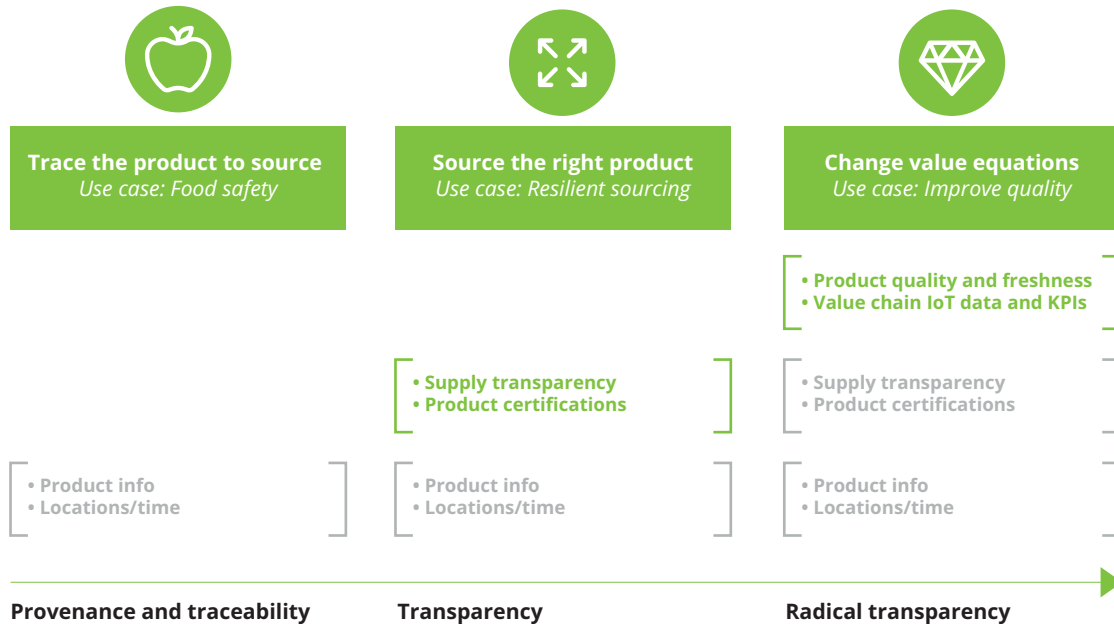 Trace the product to source
Use case: Food safety
Source the right product
Use case: Resilient sourcing
Change value equations
Use case: Improve quality
• Product quality and freshness
• Value chain IoT data and KPIs
• Supply transparency
• Product certifications
• Supply transparency
• Product certifications
• Product info
• Locations/time
• Product info
• Locations/time
• Product info
• Locations/time
Provenance and traceability
Transparency
Radical transparency